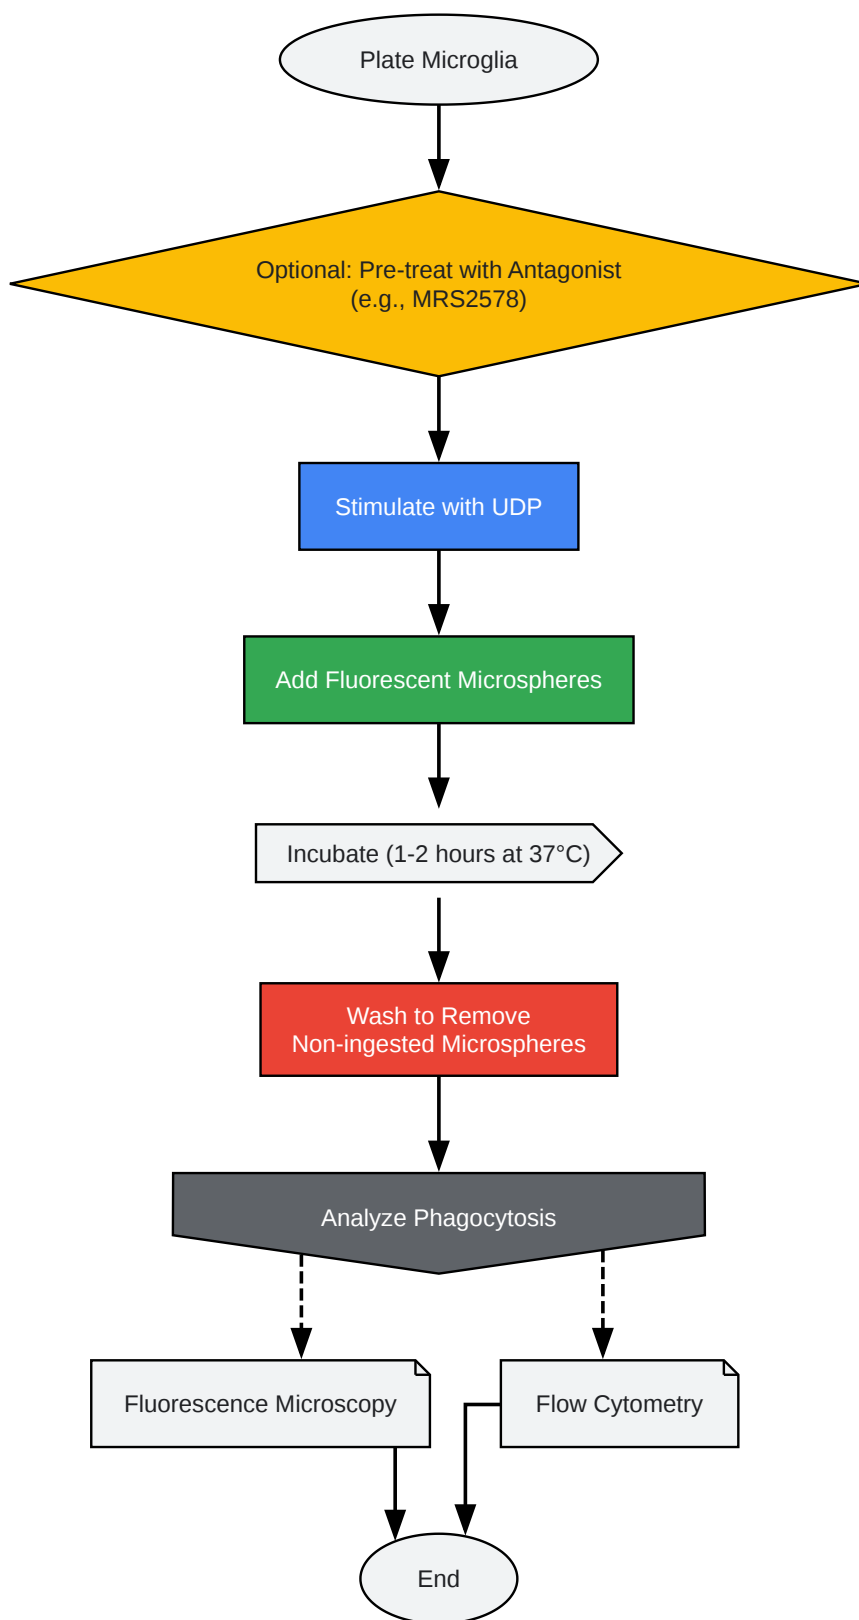 Plate Microglia
Optional: Pre-treat with Antagonist
(e.g., MRS2578)
Stimulate with UDP
Add Fluorescent Microspheres
Incubate (1-2 hours at 37°C)
Wash to Remove
Non-ingested Microspheres
Analyze Phagocytosis
Fluorescence Microscopy
Flow Cytometry
End